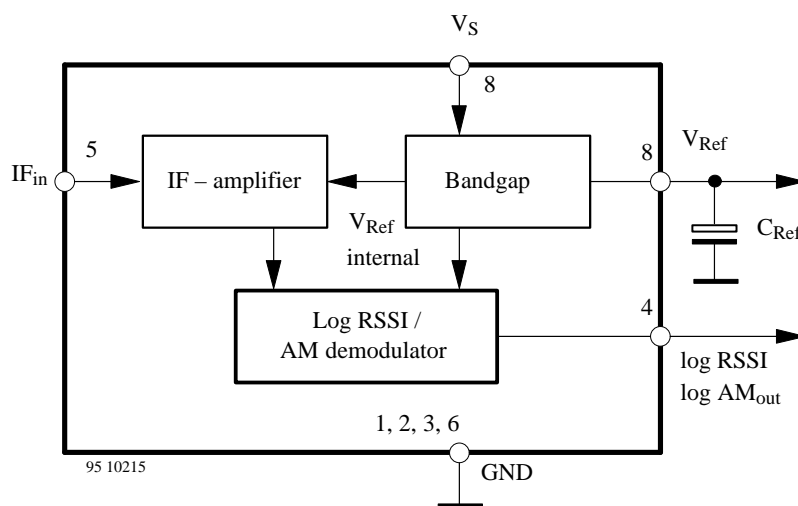 V_S
8
5
IF_in
IF – amplifier
Bandgap
8
V_Ref
V_Ref
internal
C_Ref
Log RSSI /
AM demodulator
4
log RSSI
log AM_out
1, 2, 3, 6
GND
95 10215